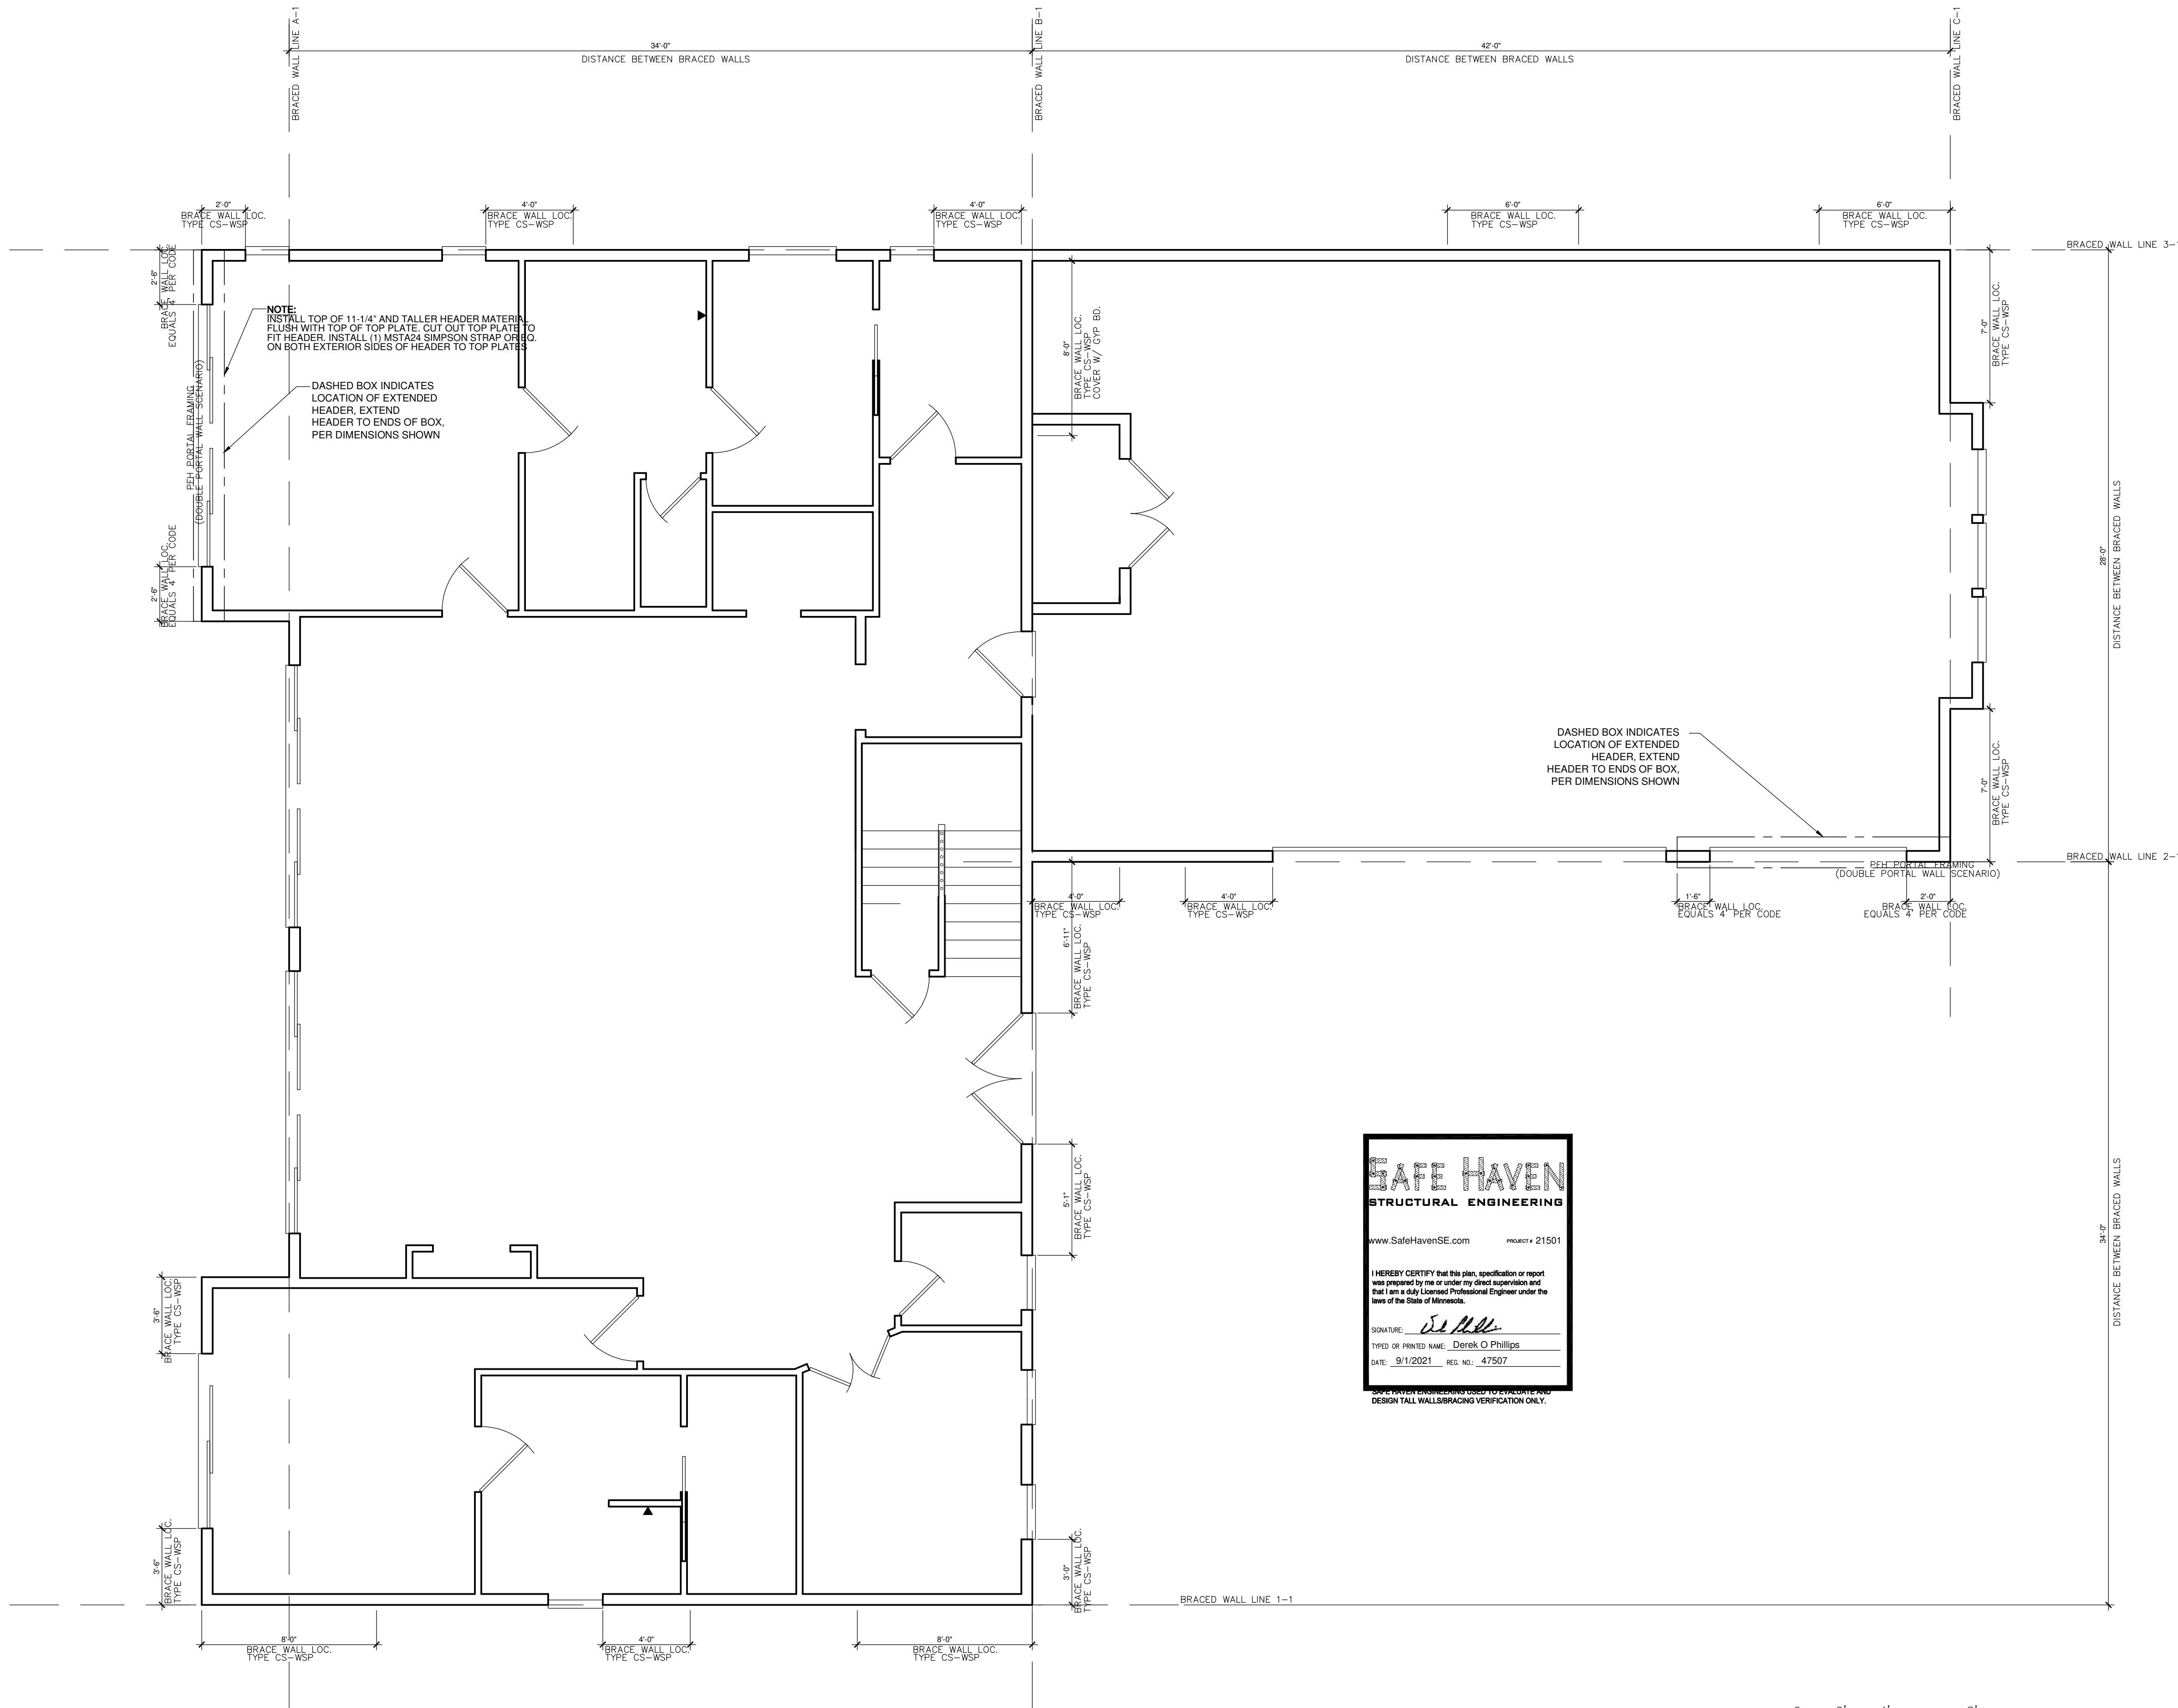 BRACED WALL LINE A-1
34'-0"
DISTANCE BETWEEN BRACED WALLS
BRACED WALL LINE B-1
42'-0"
DISTANCE BETWEEN BRACED WALLS
BRACED WALL LINE C-1
2'-0"
BRACE WALL LOC.
TYPE CS-WSP
4'-0"
BRACE WALL LOC.
TYPE CS-WSP
4'-0"
BRACE WALL LOC.
TYPE CS-WSP
6'-0"
BRACE WALL LOC.
TYPE CS-WSP
6'-0"
BRACE WALL LOC.
TYPE CS-WSP
BRACED WALL LINE 3-
2'-6"
BRACE WALL LOC.
EQUALS 4' PER CODE
NOTE:
INSTALL TOP OF 11-1/4" AND TALLER HEADER MATERIAL
FLUSH WITH TOP OF TOP PLATE. CUT OUT TOP PLATE TO
FIT HEADER. INSTALL (1) MSTA24 SIMPSON STRAP OR EQ.
ON BOTH EXTERIOR SIDES OF HEADER TO TOP PLATES
DASHED BOX INDICATES
LOCATION OF EXTENDED
HEADER, EXTEND
HEADER TO ENDS OF BOX,
PER DIMENSIONS SHOWN
PFH PORTAL FRAMING
(DOUBLE PORTAL WALL SCENARIO)
2'-6"
BRACE WALL LOC.
EQUALS 4' PER CODE
8'-0"
BRACE WALL LOC.
TYPE CS-WSP
COVER W/ GYP BD.
7'-0"
BRACE WALL LOC.
TYPE CS-WSP
28'-0"
DISTANCE BETWEEN BRACED WALLS
DASHED BOX INDICATES
LOCATION OF EXTENDED
HEADER, EXTEND
HEADER TO ENDS OF BOX,
PER DIMENSIONS SHOWN
7'-0"
BRACE WALL LOC.
TYPE CS-WSP
BRACED WALL LINE 2-
PFH PORTAL FRAMING
(DOUBLE PORTAL WALL SCENARIO)
4'-0"
BRACE WALL LOC.
TYPE CS-WSP
4'-0"
BRACE WALL LOC.
TYPE CS-WSP
1'-6"
BRACE WALL LOC.
EQUALS 4' PER CODE
2'-0"
BRACE WALL LOC.
EQUALS 4' PER CODE
6'-11"
BRACE WALL LOC.
TYPE CS-WSP
5'-1"
BRACE WALL LOC.
TYPE CS-WSP
34'-0"
DISTANCE BETWEEN BRACED WALLS
SAFE HAVEN
STRUCTURAL ENGINEERING
www.SafeHavenSE.com PROJECT # 21501
I HEREBY CERTIFY that this plan, specification or report
was prepared by me or under my direct supervision and
that I am a duly Licensed Professional Engineer under the
laws of the State of Minnesota.
SIGNATURE:
TYPED OR PRINTED NAME: Derek O Phillips
DATE: 9/1/2021 REG. NO.: 47507
SAFE HAVEN ENGINEERING USED TO EVALUATE AND
DESIGN TALL WALLS/BRACING VERIFICATION ONLY.
3'-6"
BRACE WALL LOC.
TYPE CS-WSP
3'-6"
BRACE WALL LOC.
TYPE CS-WSP
3'-0"
BRACE WALL LOC.
TYPE CS-WSP
BRACED WALL LINE 1-1
8'-0"
BRACE WALL LOC.
TYPE CS-WSP
4'-0"
BRACE WALL LOC.
TYPE CS-WSP
8'-0"
BRACE WALL LOC.
TYPE CS-WSP